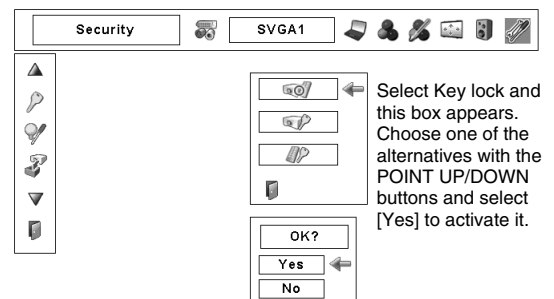 Security
SVGA1
Select Key lock and
this box appears.
Choose one of the
alternatives with the
POINT UP/DOWN
buttons and select
[Yes] to activate it.
OK?
Yes
No